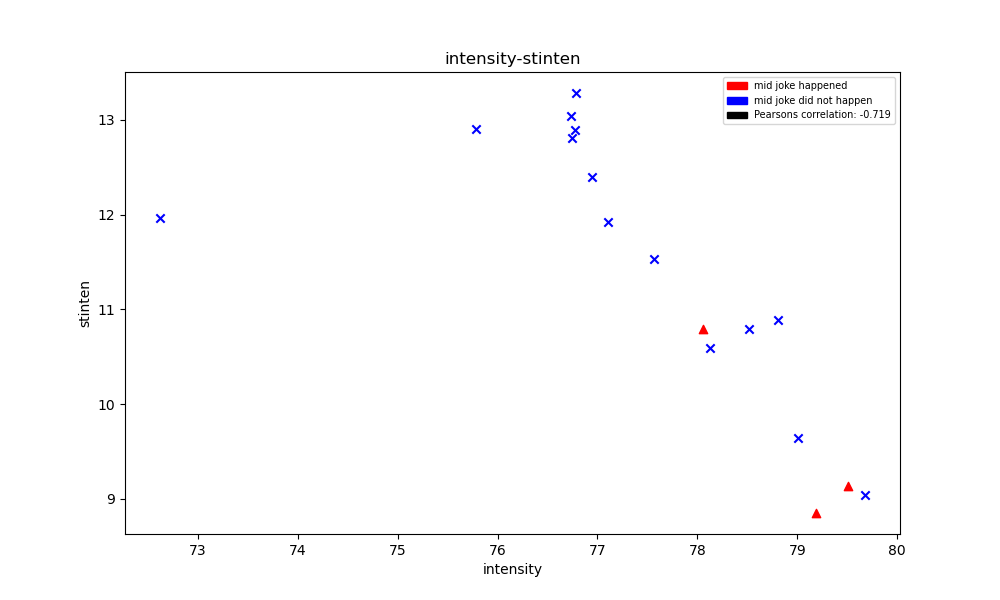 intensity-stinten
mid joke happened
mid joke did not happen
Pearsons correlation: -0.719
13
12
11
10
9
stinten
73 74 75 76 77 78 79 80
intensity